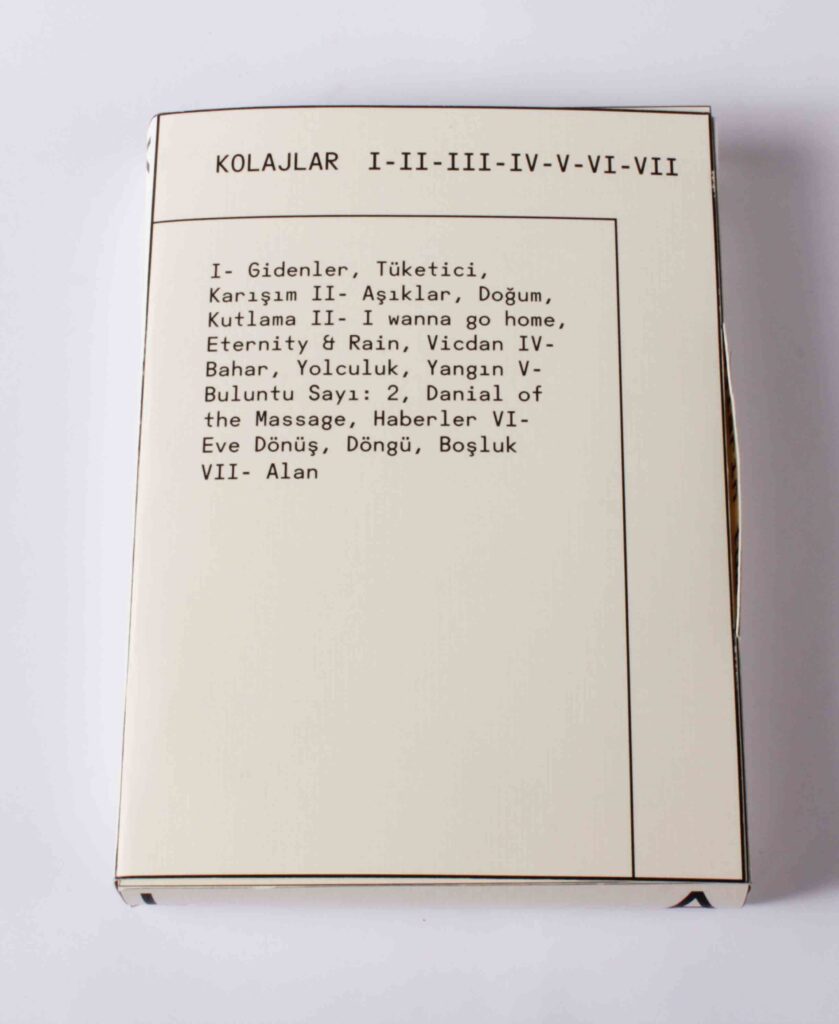 KOLAJLAR I-II-III-IV-V-VI-VII
I- Gidenler, Tüketici,
Karışım II- Aşıklar, Doğum,
Kutlama II- I wanna go home,
Eternity & Rain, Vicdan IV-
Bahar, Yolculuk, Yangın V-
Buluntu Sayı: 2, Danial of
the Massage, Haberler VI-
Eve Dönüş, Döngü, Boşluk
VII- Alan